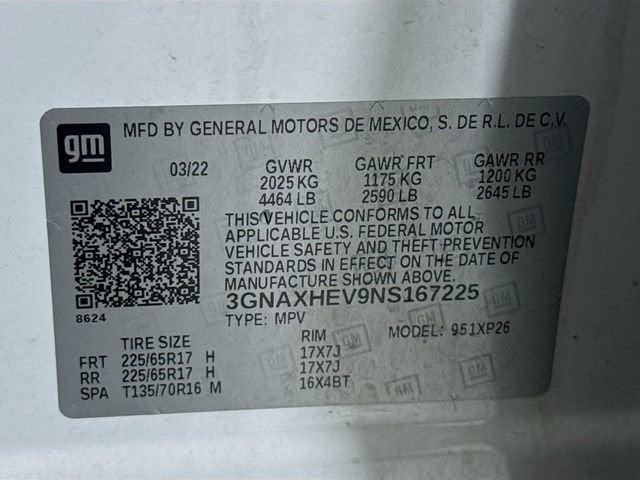 gm MFD BY GENERAL MOTORS DE MEXICO, S. DE R.L. DE C.V.
03/22 GVWR GAWR FRT GAWR RR
2025 KG 1175 KG 1200 KG
4464 LB 2590 LB 2645 LB
THIS VEHICLE CONFORMS TO ALL
APPLICABLE U.S. FEDERAL MOTOR
VEHICLE SAFETY AND THEFT PREVENTION
STANDARDS IN EFFECT ON THE DATE OF
MANUFACTURE SHOWN ABOVE.
8624 3GNAXHEV9NS167225
TYPE: MPV MODEL: 951XP26
TIRE SIZE RIM
FRT 225/65R17 H 17X7J
RR 225/65R17 H 17X7J
SPA T135/70R16 M 16X4BT